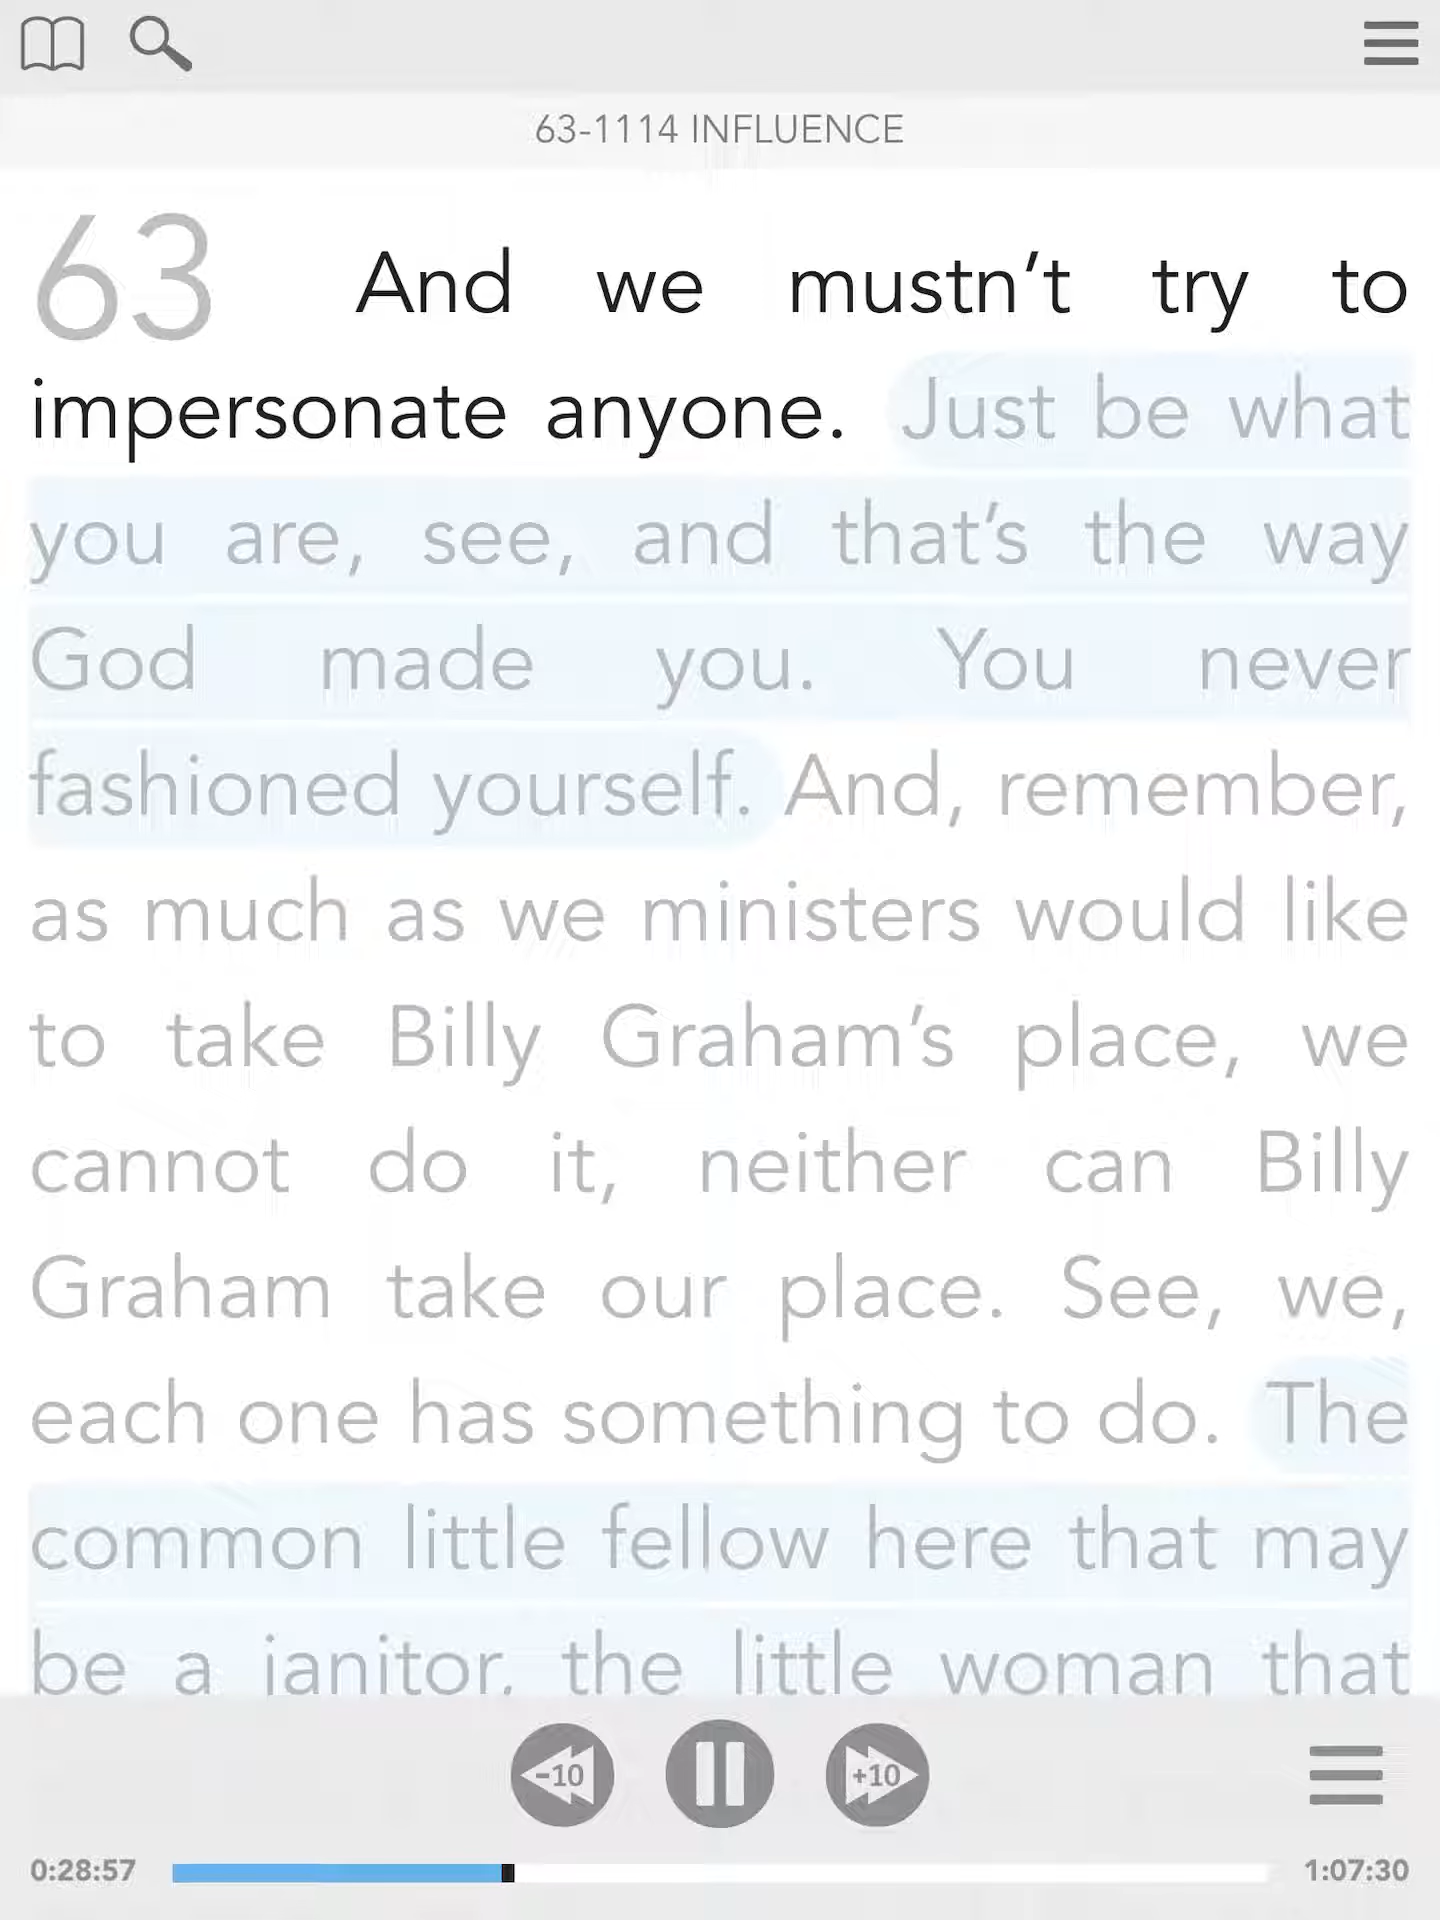 63-1114 INFLUENCE
63 And we mustn’t try to
impersonate anyone. Just be what
you are, see, and that’s the way
God made you. You never
fashioned yourself. And, remember,
as much as we ministers would like
to take Billy Graham’s place, we
cannot do it, neither can Billy
Graham take our place. See, we,
each one has something to do. The
common little fellow here that may
be a janitor, the little woman that
-10 +10
0:28:57 1:07:30